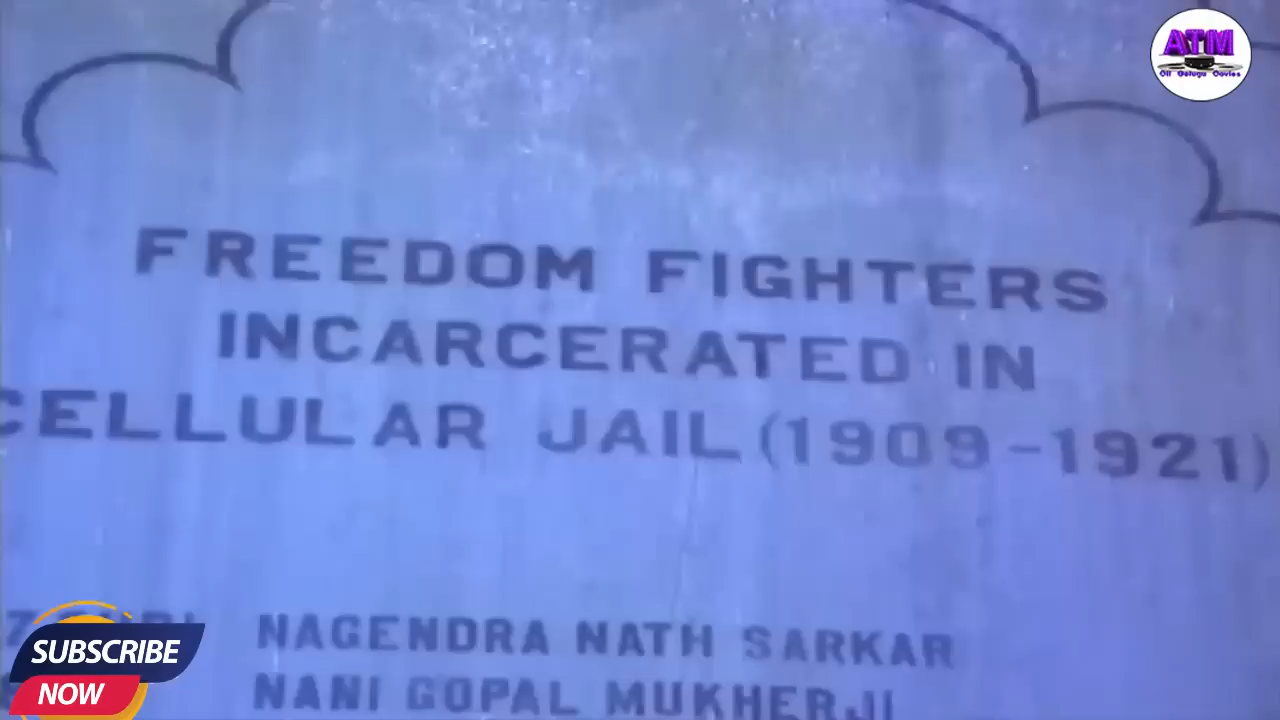 ATM
FREEDOM FIGHTERS
INCARCERATED IN
CELLULAR JAIL (1909-1921)
NAGENDRA NATH SARKAR
NANI GOPAL MUKHERJI
SUBSCRIBE
NOW